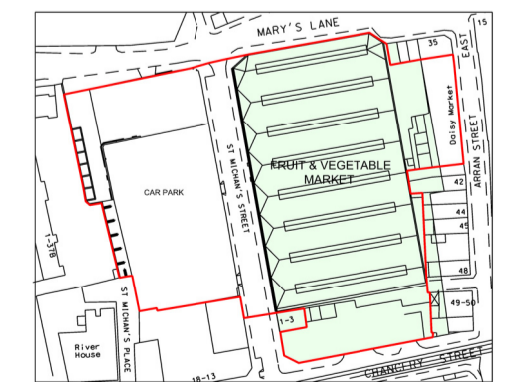 MARY'S LANE
15
35
EAST
Daisy Market
ARRAN STREET
FRUIT & VEGETABLE
MARKET
ST MICHAN'S STREET
CAR PARK
42
44
45
48
49-50
1-37B
ST MICHAN'S PLACE
1-3
River
House
18-13
CHANCERY STREET